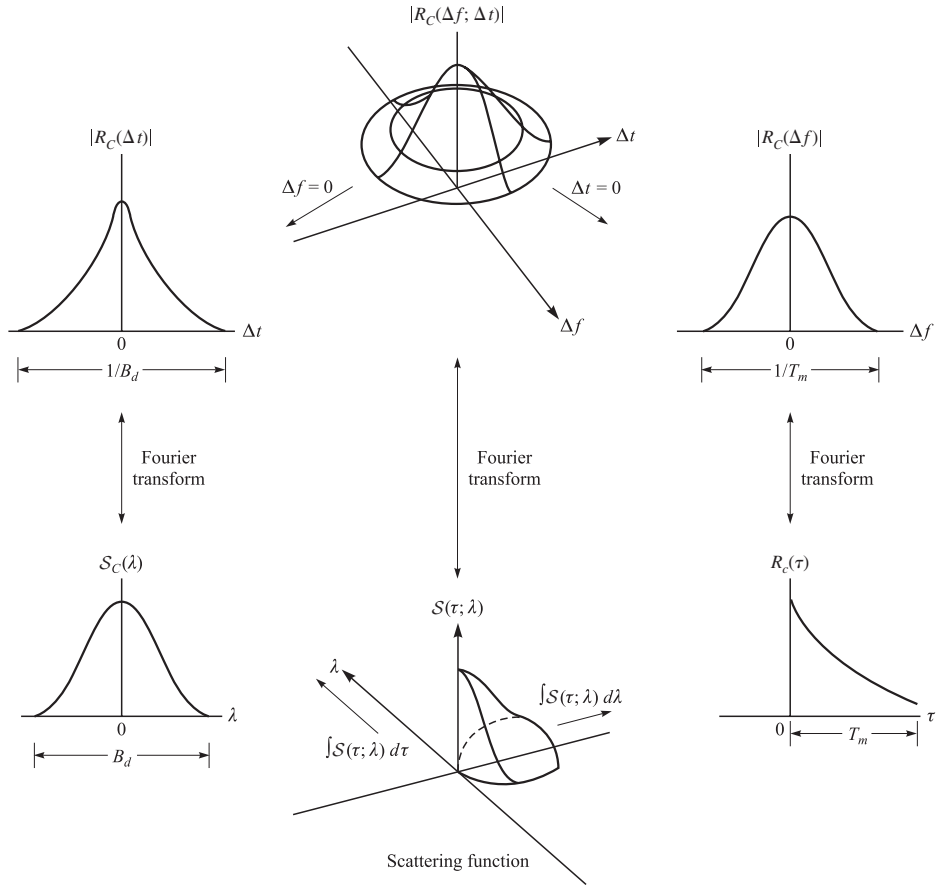 |R_C(Δf; Δt)|
|R_C(Δt)|
Δt
|R_C(Δf)|
Δf = 0
Δt = 0
Δf
Δt
Δf
0
0
1/B_d
1/T_m
Fourier
transform
Fourier
transform
Fourier
transform
𝒮_C(λ)
R_c(τ)
𝒮(τ; λ)
λ
∫𝒮(τ; λ) dλ
∫𝒮(τ; λ) dτ
λ
τ
0
0
B_d
T_m
Scattering function